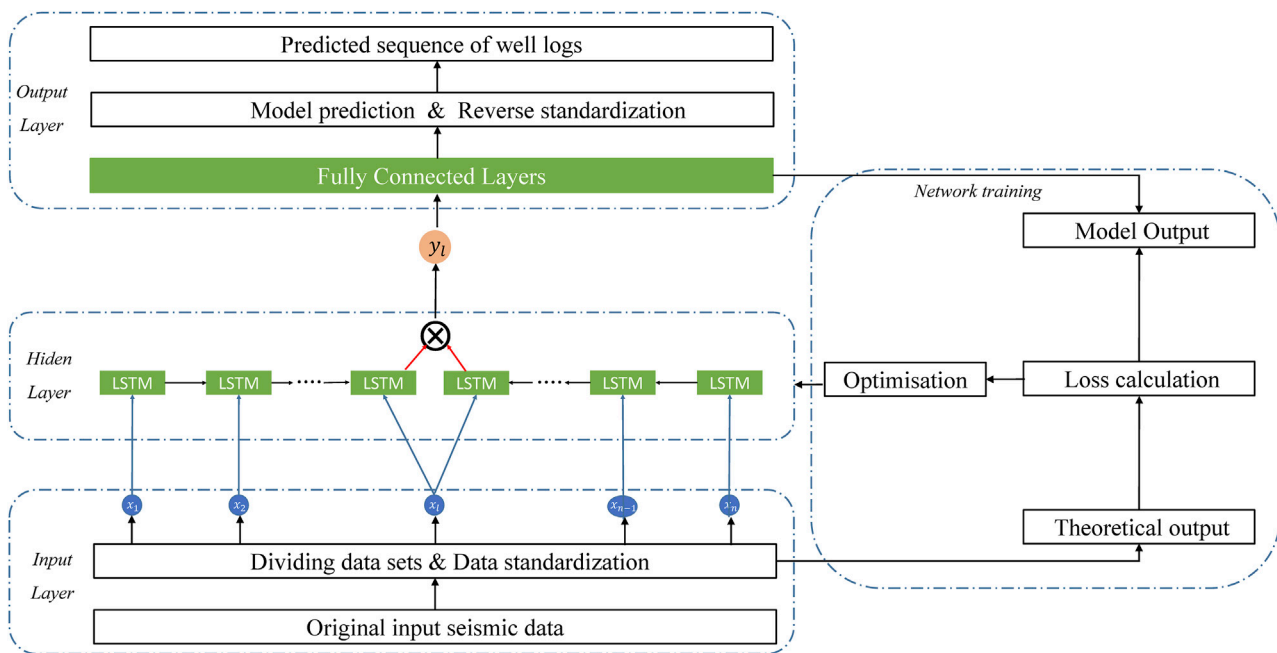 Predicted sequence of well logs
Output
Layer
Model prediction & Reverse standardization
Fully Connected Layers
Network training
Model Output
y_l
Hiden
Layer
LSTM
LSTM
LSTM
LSTM
LSTM
LSTM
Optimisation
Loss calculation
x_1
x_2
x_l
x_{n-1}
x_n
Theoretical output
Input
Layer
Dividing data sets & Data standardization
Original input seismic data